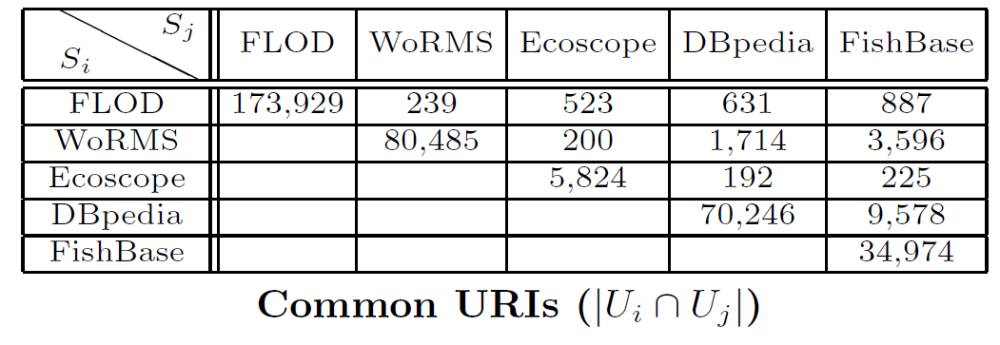 S_j
S_i FLOD WoRMS Ecoscope DBpedia FishBase
FLOD 173,929 239 523 631 887
WoRMS 80,485 200 1,714 3,596
Ecoscope 5,824 192 225
DBpedia 70,246 9,578
FishBase 34,974
Common URIs (|U_i ∩ U_j|)